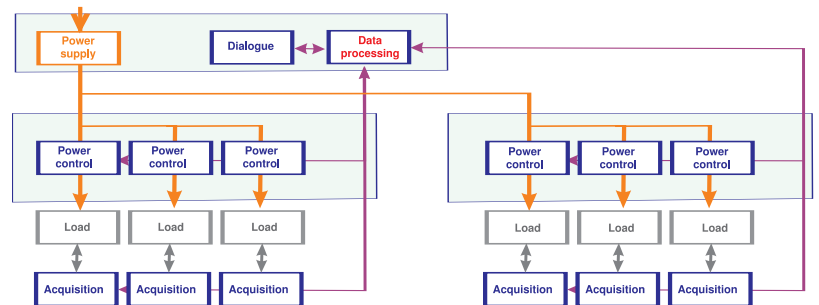 Power
supply
Dialogue
Data
processing
Power
control
Power
control
Power
control
Power
control
Power
control
Power
control
Load
Load
Load
Load
Load
Load
Acquisition
Acquisition
Acquisition
Acquisition
Acquisition
Acquisition